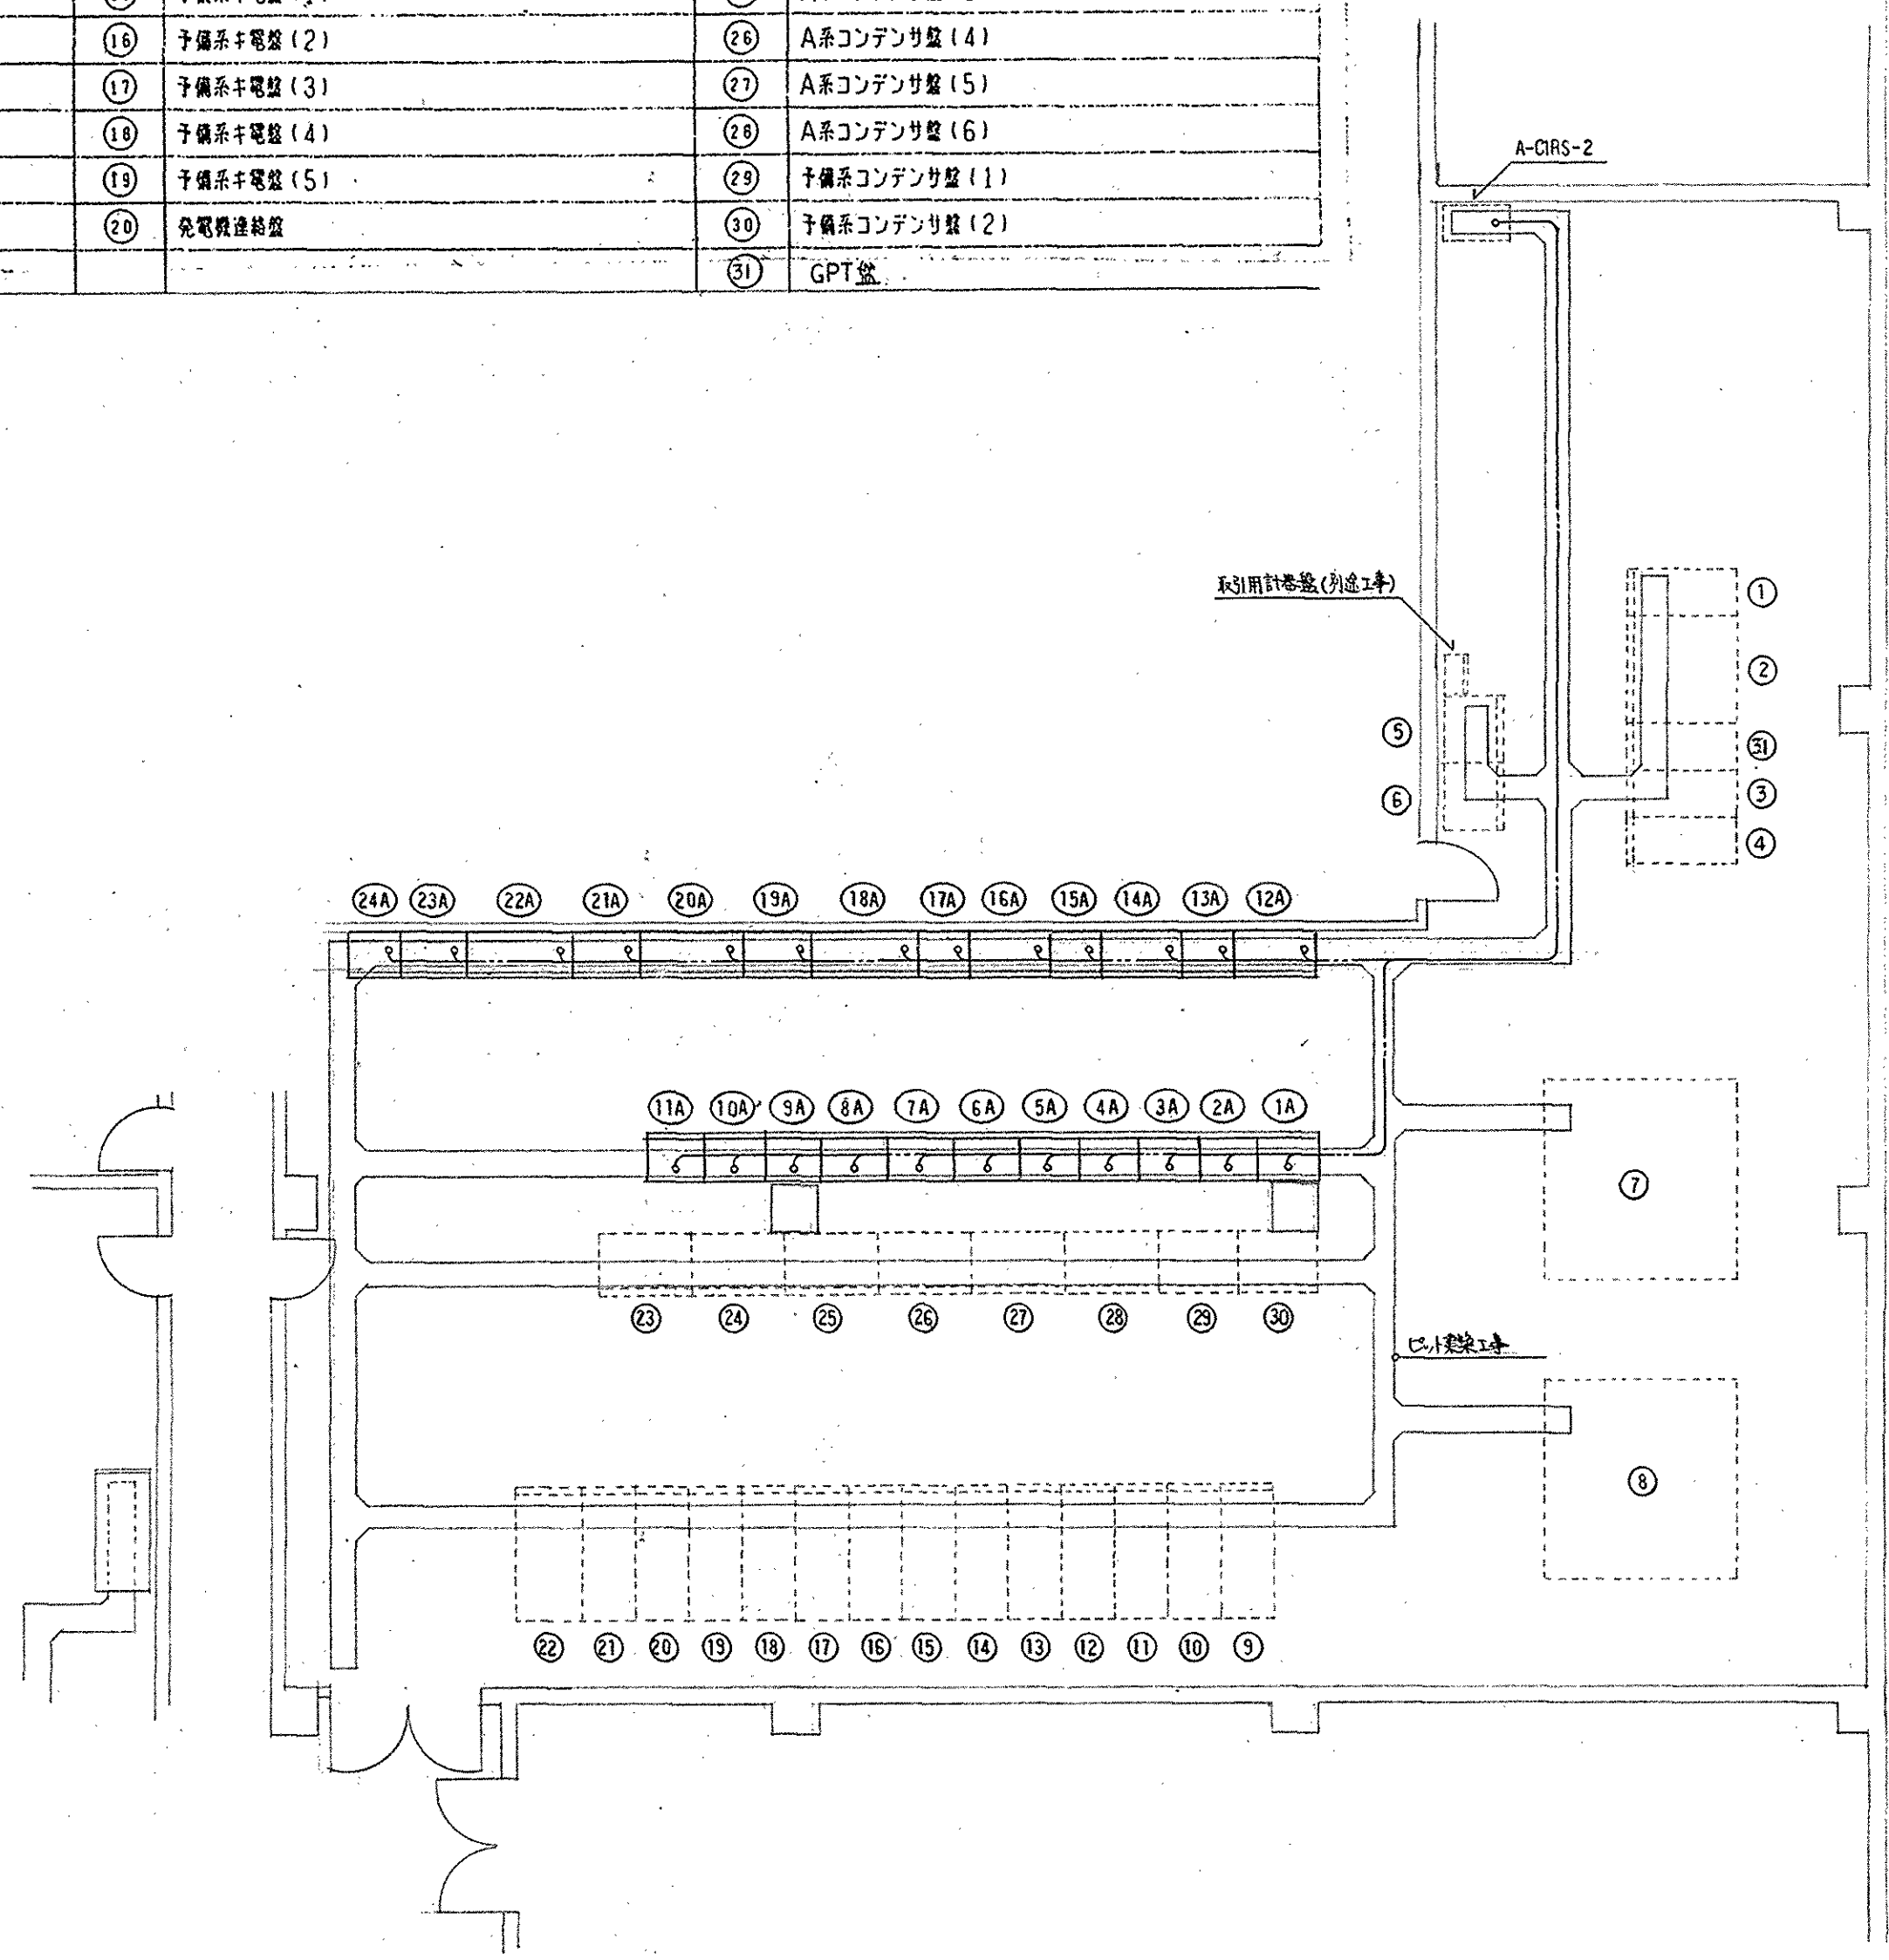 ⑯ 予備系キ電盤(2) ㉖ A系コンデンサ盤(4)
⑰ 予備系キ電盤(3) ㉗ A系コンデンサ盤(5)
⑱ 予備系キ電盤(4) ㉘ A系コンデンサ盤(6)
⑲ 予備系キ電盤(5) ㉙ 予備系コンデンサ盤(1)
⑳ 発電機連絡盤 ㉚ 予備系コンデンサ盤(2)
㉛ GPT盤
A-C1RS-2
取引用計器盤(別途工事)
①
②
⑤ ㉛
⑥ ③
④
24A 23A 22A 21A 20A 19A 18A 17A 16A 15A 14A 13A 12A
11A 10A 9A 8A 7A 6A 5A 4A 3A 2A 1A
⑦
㉓ ㉔ ㉕ ㉖ ㉗ ㉘ ㉙ ㉚
ピット建築工事
⑧
㉒ ㉑ ⑳ ⑲ ⑱ ⑰ ⑯ ⑮ ⑭ ⑬ ⑫ ⑪ ⑩ ⑨